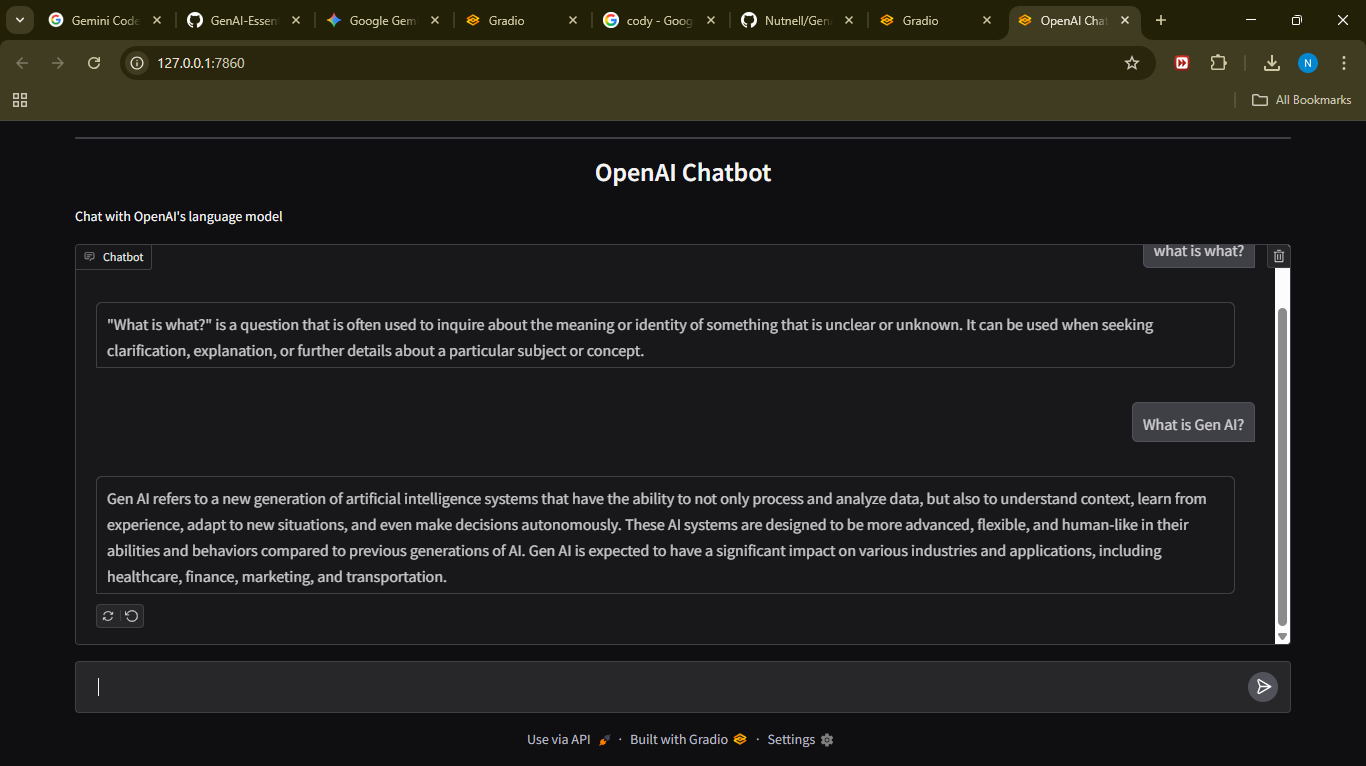 Gemini Code
GenAI-Essen
Google Gem
Gradio
cody - Goog
Nutnell/Gen
Gradio
OpenAI Chat
127.0.0.1:7860
N
All Bookmarks
OpenAI Chatbot
Chat with OpenAI's language model
Chatbot
what is what?
"What is what?" is a question that is often used to inquire about the meaning or identity of something that is unclear or unknown. It can be used when seeking
clarification, explanation, or further details about a particular subject or concept.
What is Gen AI?
Gen AI refers to a new generation of artificial intelligence systems that have the ability to not only process and analyze data, but also to understand context, learn from
experience, adapt to new situations, and even make decisions autonomously. These AI systems are designed to be more advanced, flexible, and human-like in their
abilities and behaviors compared to previous generations of AI. Gen AI is expected to have a significant impact on various industries and applications, including
healthcare, finance, marketing, and transportation.
Use via API · Built with Gradio · Settings